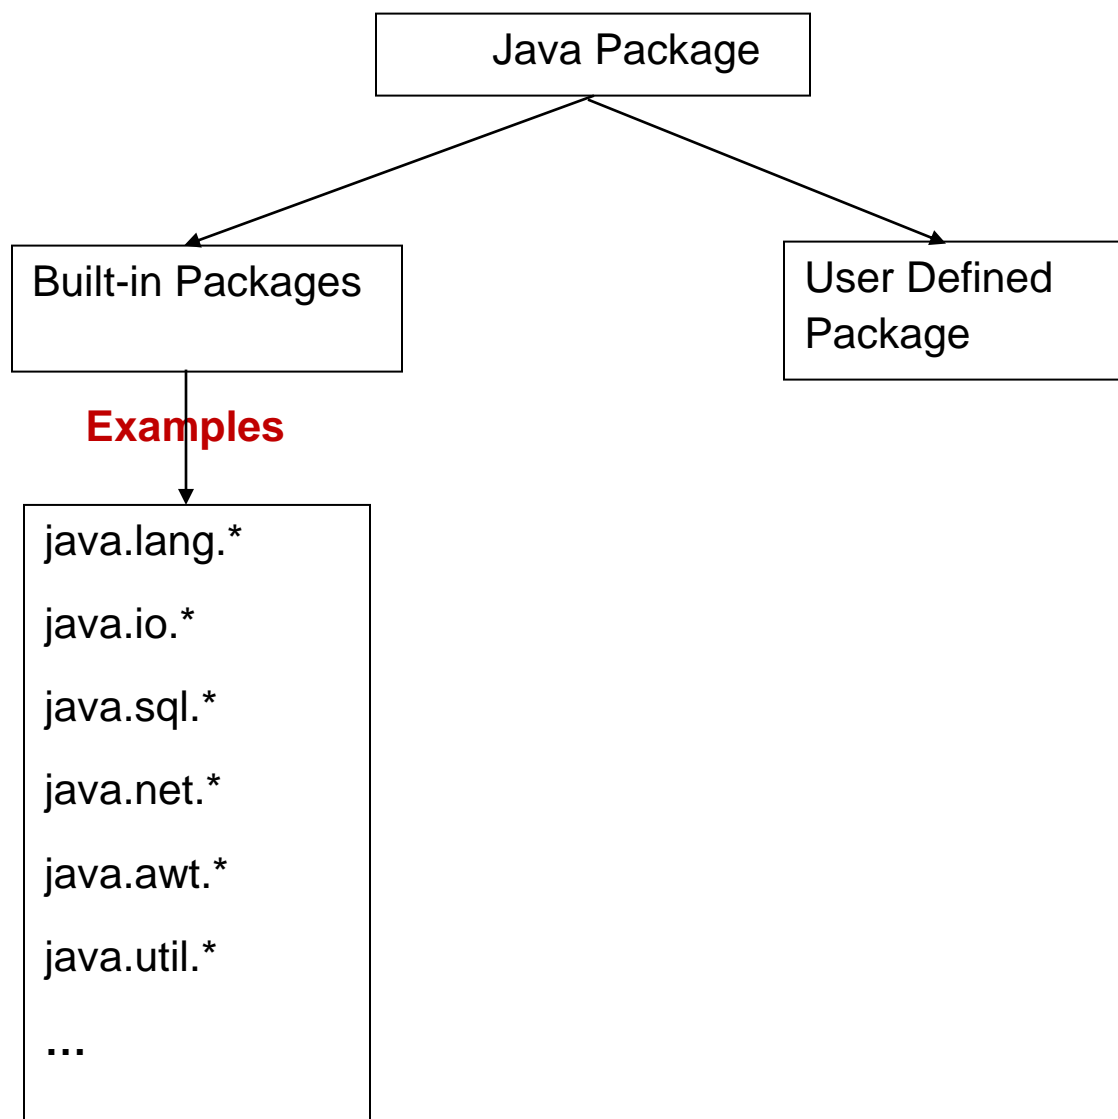 Java Package
Built-in Packages
User Defined
Package
Examples
java.lang.*
java.io.*
java.sql.*
java.net.*
java.awt.*
java.util.*
...